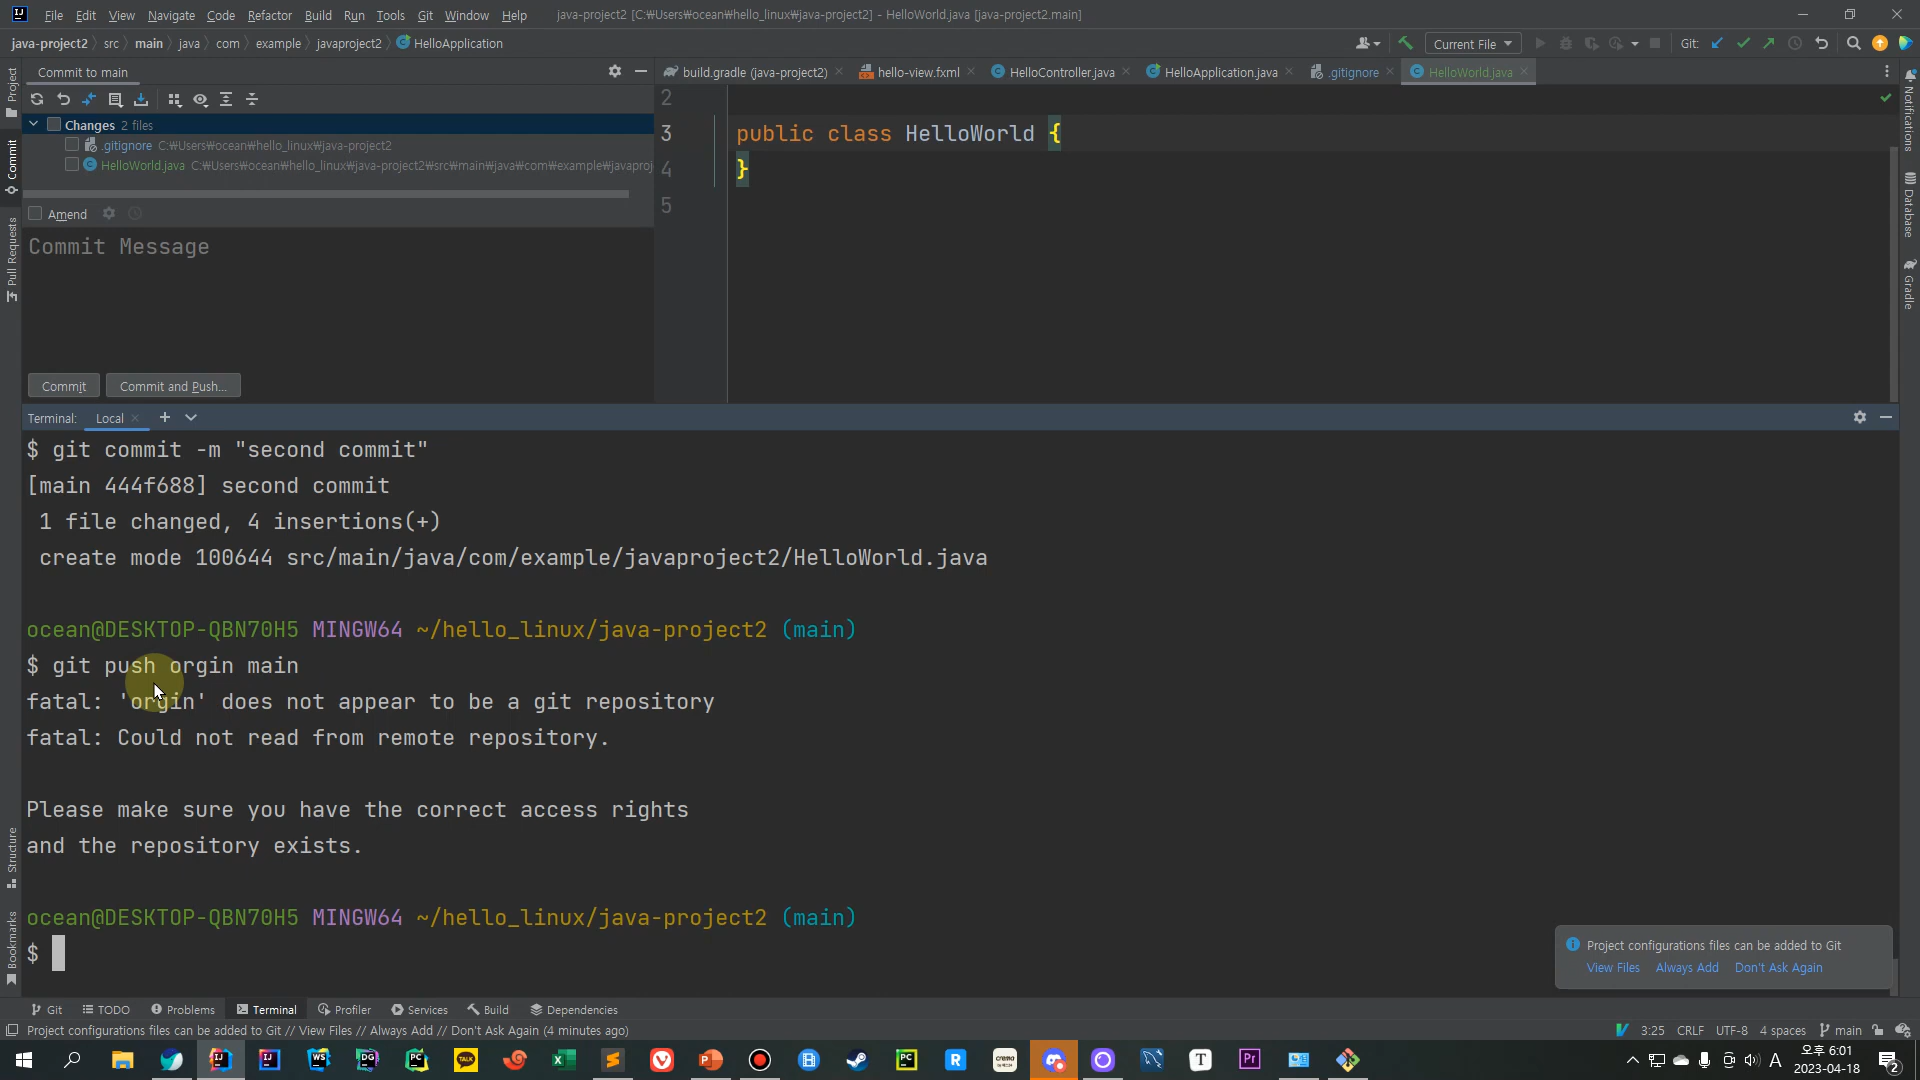 File Edit View Navigate Code Refactor Build Run Tools Git Window Help java-project2 [C:₩Users₩ocean₩hello_linux₩java-project2] - HelloWorld.java [java-project2.main]
java-project2 src main java com example javaproject2 HelloApplication Current File Git:
Commit to main
build.gradle (java-project2) hello-view.fxml HelloController.java HelloApplication.java .gitignore HelloWorld.java
Changes 2 files
.gitignore C:₩Users₩ocean₩hello_linux₩java-project2
HelloWorld.java C:₩Users₩ocean₩hello_linux₩java-project2₩src₩main₩java₩com₩example₩javaproj
Amend
Commit Message
Commit Commit and Push...
2
3 public class HelloWorld {
4 }
5
Project
Commit
Pull Requests
Structure
Bookmarks
Notifications
Database
Gradle
Terminal: Local
$ git commit -m "second commit"
[main 444f688] second commit
1 file changed, 4 insertions(+)
create mode 100644 src/main/java/com/example/javaproject2/HelloWorld.java
ocean@DESKTOP-QBN70H5 MINGW64 ~/hello_linux/java-project2 (main)
$ git push orgin main
fatal: 'orgin' does not appear to be a git repository
fatal: Could not read from remote repository.
Please make sure you have the correct access rights
and the repository exists.
ocean@DESKTOP-QBN70H5 MINGW64 ~/hello_linux/java-project2 (main)
$
Project configurations files can be added to Git
View Files Always Add Don't Ask Again
Git TODO Problems Terminal Profiler Services Build Dependencies
Project configurations files can be added to Git // View Files // Always Add // Don't Ask Again (4 minutes ago) 3:25 CRLF UTF-8 4 spaces main
A 오후 6:01
2023-04-18 2